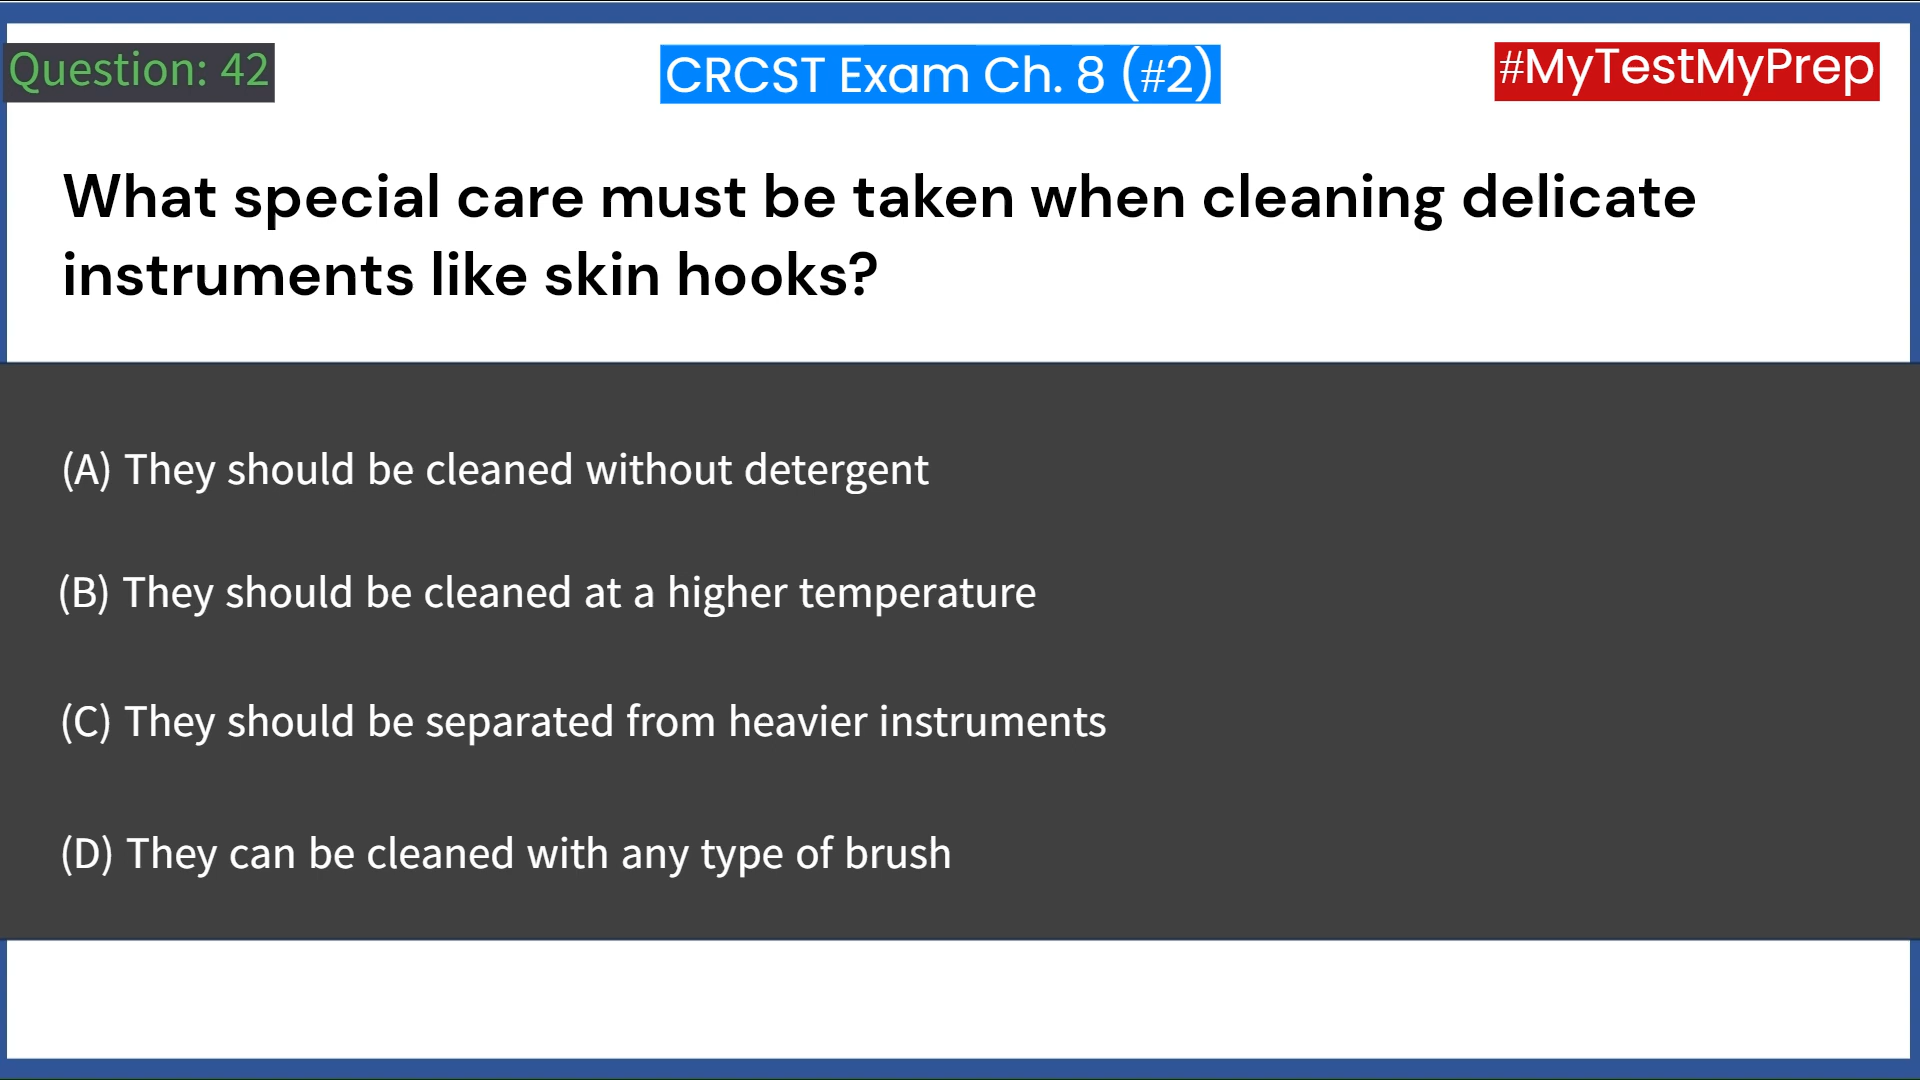 Question: 42
CRCST Exam Ch. 8 (#2)
#MyTestMyPrep
What special care must be taken when cleaning delicate
instruments like skin hooks?
(A) They should be cleaned without detergent
(B) They should be cleaned at a higher temperature
(C) They should be separated from heavier instruments
(D) They can be cleaned with any type of brush